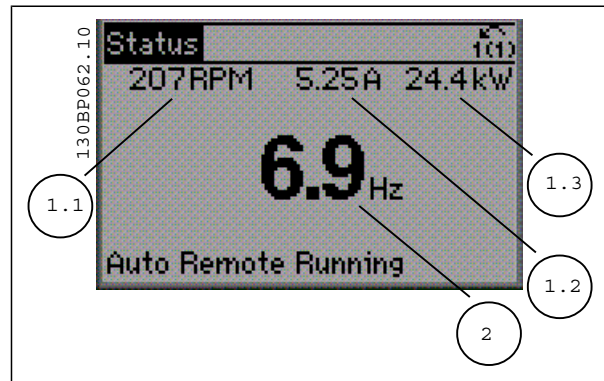 130BP062.10
Status
1(1)
207RPM 5.25A 24.4kW
6.9Hz
Auto Remote Running
1.1
1.3
1.2
2